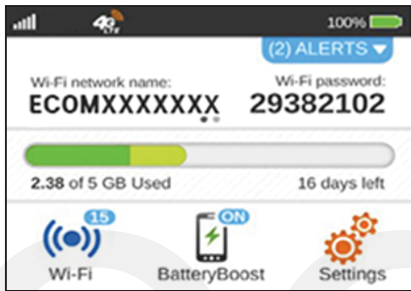 4G LTE 100%
(2) ALERTS
Wi-Fi network name: Wi-Fi password:
ECOMXXXXXXX 29382102
2.38 of 5 GB Used 16 days left
15 ON
Wi-Fi BatteryBoost Settings